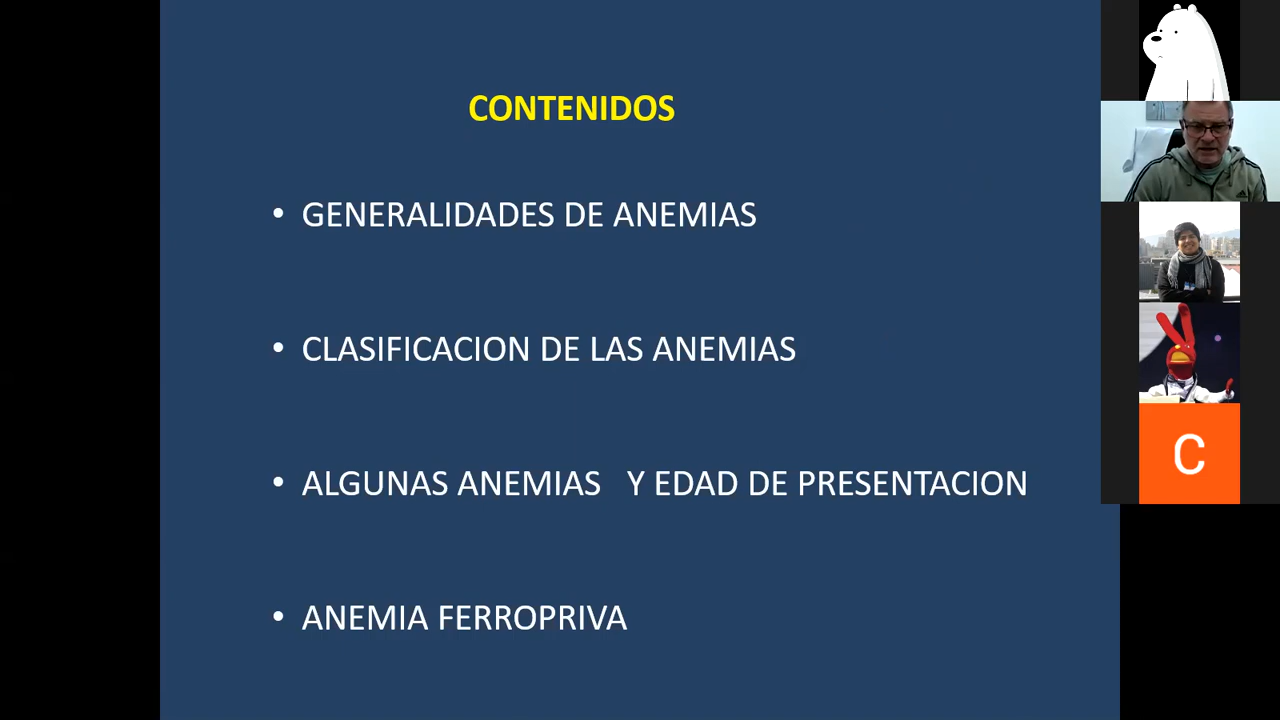 CONTENIDOS
• GENERALIDADES DE ANEMIAS
• CLASIFICACION DE LAS ANEMIAS
• ALGUNAS ANEMIAS Y EDAD DE PRESENTACION
• ANEMIA FERROPRIVA
C